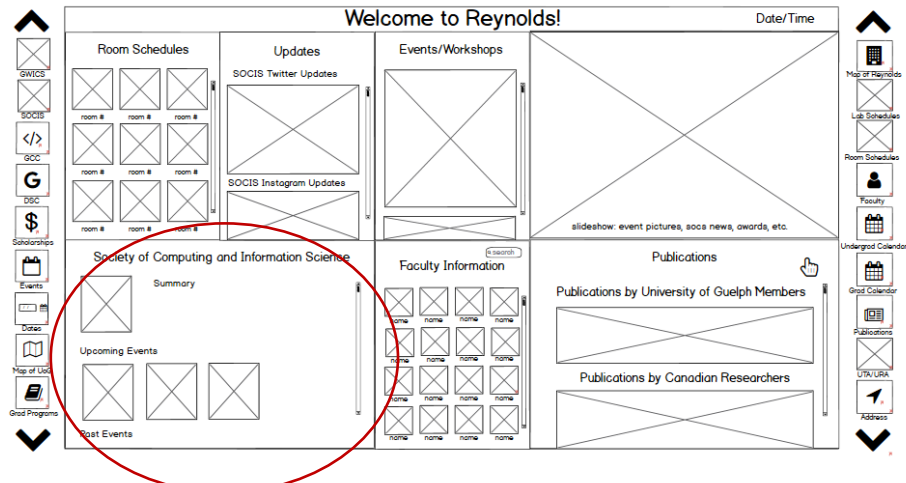 Welcome to Reynolds!
Date/Time
GWICS
SOCIS
</>
GCC
G
DSC
$
Scholarships
Events
Dates
Map of UoG
Grad Programs
Room Schedules
room # room # room #
room # room # room #
room # room # room #
Updates
SOCIS Twitter Updates
SOCIS Instagram Updates
Events/Workshops
slideshow: event pictures, socs news, awards, etc.
Society of Computing and Information Science
Summary
Upcoming Events
Past Events
search
Faculty Information
name name name name
name name name name
name name name name
name name name name
Publications
Publications by University of Guelph Members
Publications by Canadian Researchers
Map of Reynolds
Lab Schedules
Room Schedules
Faculty
Undergrad Calendar
Grad Calendar
Publications
UTA/URA
Address